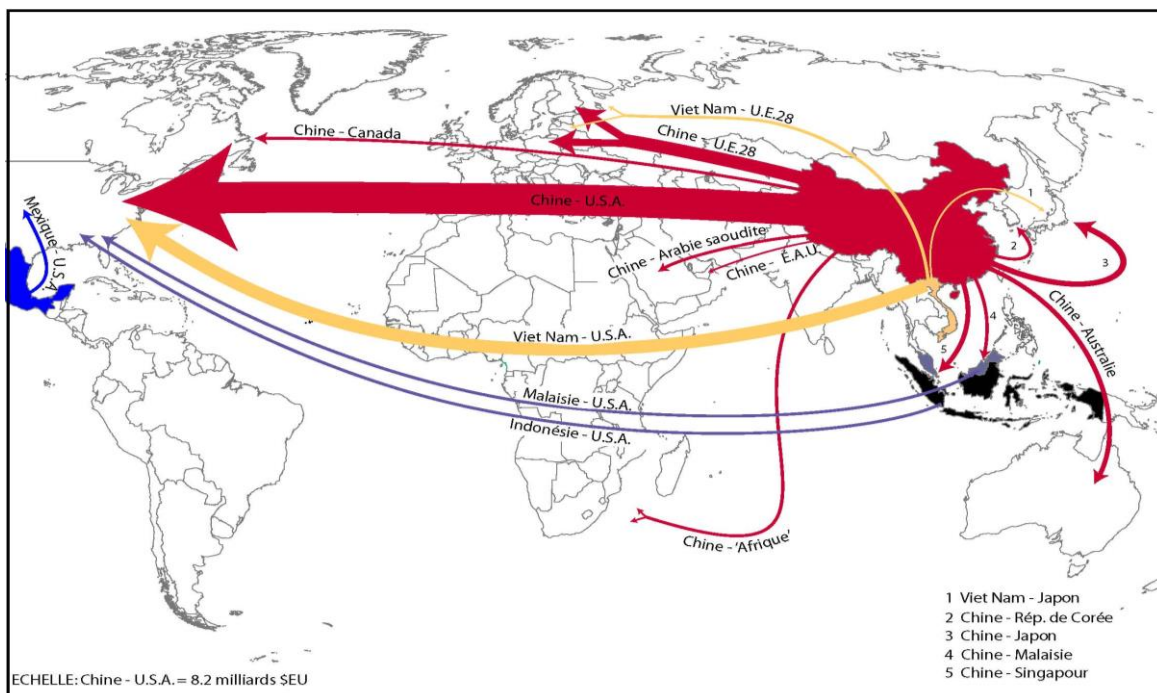 Viet Nam - U.E.28
Chine - Canada
Chine - U.E.28
Chine - U.S.A.
Mexique - U.S.A.
Chine - Arabie saoudite
Chine - E.A.U.
1
2
3
4
5
Chine - Australie
Viet Nam - U.S.A.
Malaisie - U.S.A.
Indonésie - U.S.A.
Chine - 'Afrique'
1 Viet Nam - Japon
2 Chine - Rép. de Corée
3 Chine - Japon
4 Chine - Malaisie
5 Chine - Singapour
ECHELLE: Chine - U.S.A. = 8.2 milliards $EU